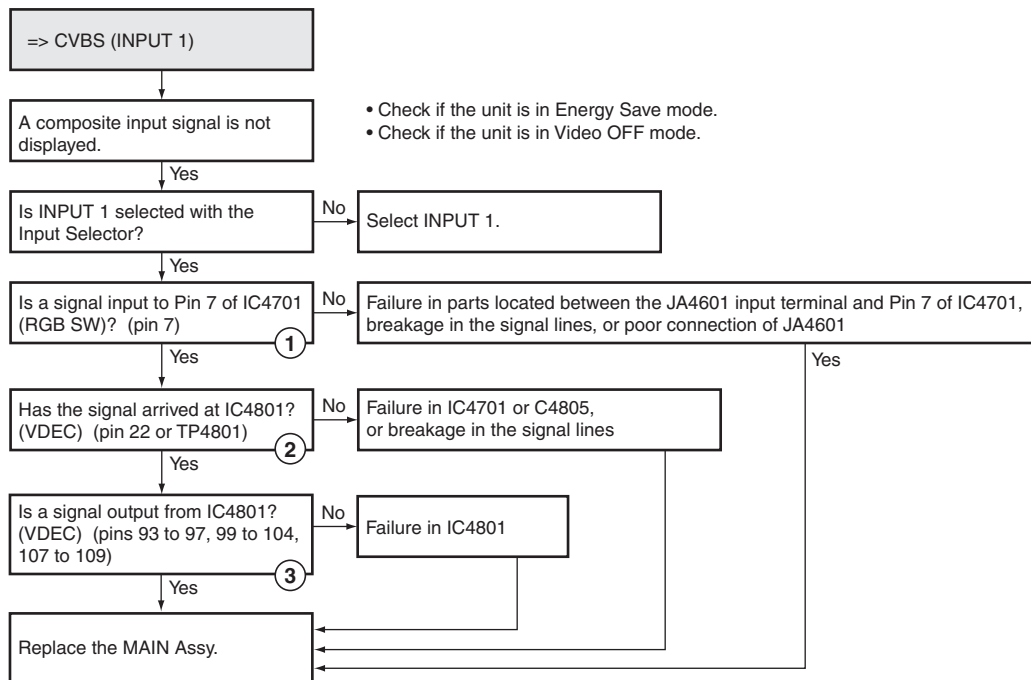 => CVBS (INPUT 1)
A composite input signal is not
displayed.
• Check if the unit is in Energy Save mode.
• Check if the unit is in Video OFF mode.
Yes
Is INPUT 1 selected with the
Input Selector?
No
Select INPUT 1.
Yes
Is a signal input to Pin 7 of IC4701
(RGB SW)? (pin 7)
1
No
Failure in parts located between the JA4601 input terminal and Pin 7 of IC4701,
breakage in the signal lines, or poor connection of JA4601
Yes
Yes
Has the signal arrived at IC4801?
(VDEC) (pin 22 or TP4801)
2
No
Failure in IC4701 or C4805,
or breakage in the signal lines
Yes
Is a signal output from IC4801?
(VDEC) (pins 93 to 97, 99 to 104,
107 to 109)
3
No
Failure in IC4801
Yes
Replace the MAIN Assy.